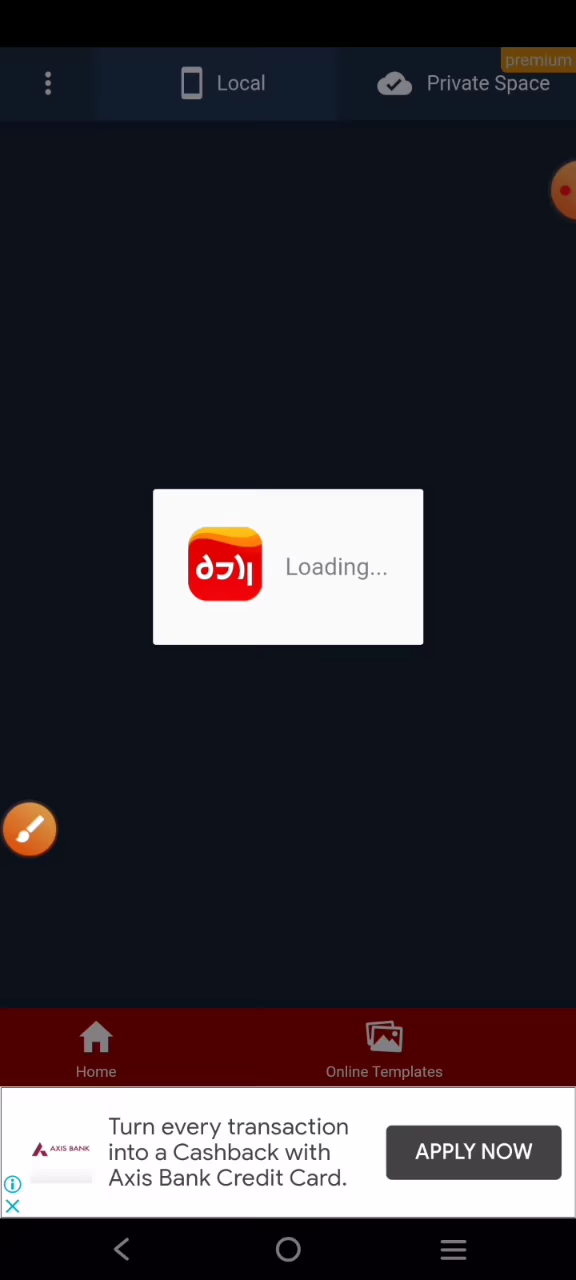 premium
Local
Private Space
Loading...
Home
Online Templates
Turn every transaction
into a Cashback with
Axis Bank Credit Card.
AXIS BANK
APPLY NOW